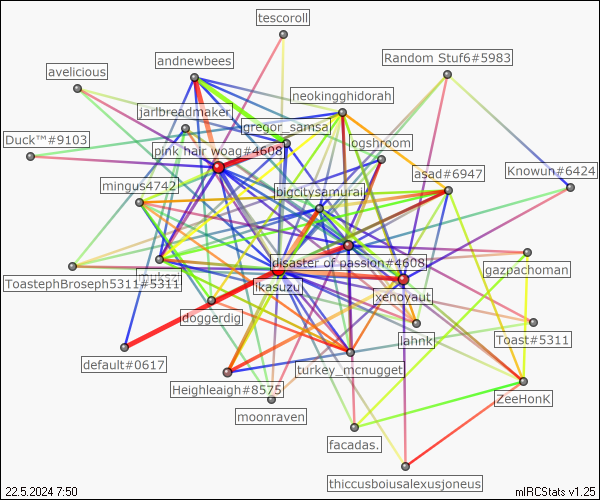 tescoroll
andnewbees
Random Stuf6#5983
avelicious
neokingghidorah
jarlbreadmaker
gregor_samsa
Duck™#9103
ogshroom
pink hair woag#4608
asad#6947
Knowun#6424
mingus4742
bigcitysamurai
disaster of passion#4608
gazpachoman
ToastephBroseph5311#5311
ikasuzu
xenoyaut
doggerdig
lahnk
Toast#5311
default#0617
turkey_mcnugget
Heighleaigh#8575
ZeeHonK
moonraven
facadas.
thiccusboiusalexusjoneus
22.5.2024 7:50
mIRCStats v1.25